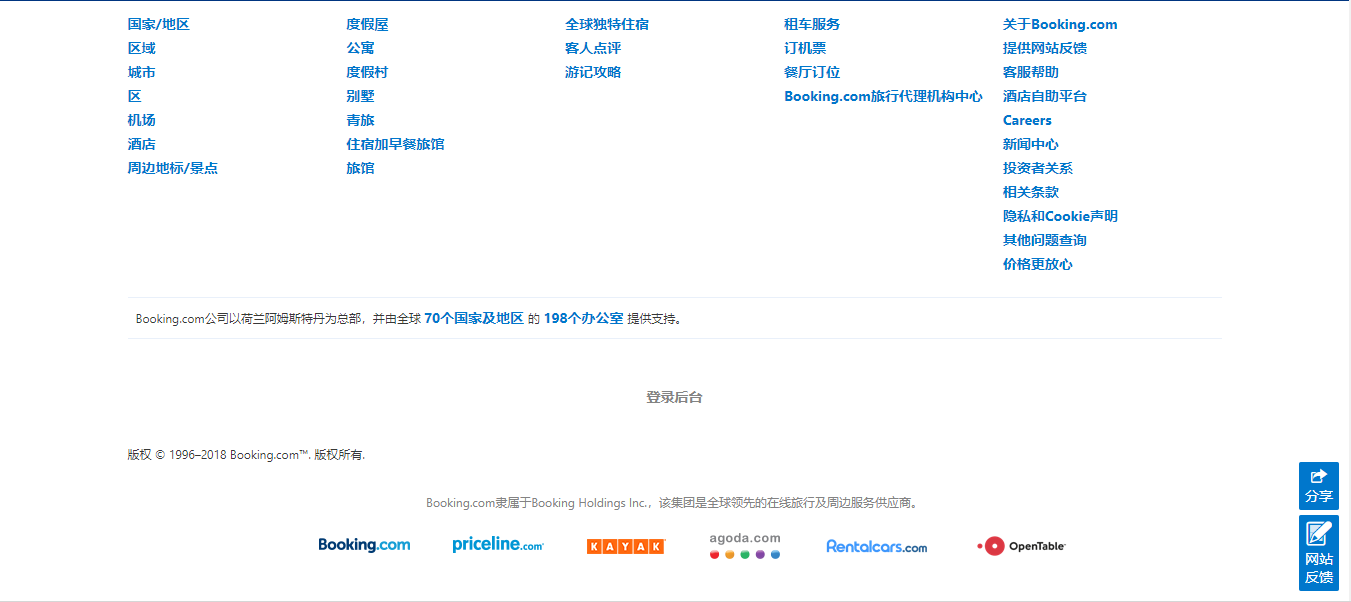 国家/地区
区域
城市
区
机场
酒店
周边地标/景点
度假屋
公寓
度假村
别墅
青旅
住宿加早餐旅馆
旅馆
全球独特住宿
客人点评
游记攻略
租车服务
订机票
餐厅订位
Booking.com旅行代理机构中心
关于Booking.com
提供网站反馈
客服帮助
酒店自助平台
Careers
新闻中心
投资者关系
相关条款
隐私和Cookie声明
其他问题查询
价格更放心
Booking.com公司以荷兰阿姆斯特丹为总部，并由全球 70个国家及地区 的 198个办公室 提供支持。
登录后台
版权 © 1996–2018 Booking.com™. 版权所有.
分享
Booking.com隶属于Booking Holdings Inc.，该集团是全球领先的在线旅行及周边服务供应商。
Booking.com priceline.com KAYAK agoda.com Rentalcars.com OpenTable
网站
反馈